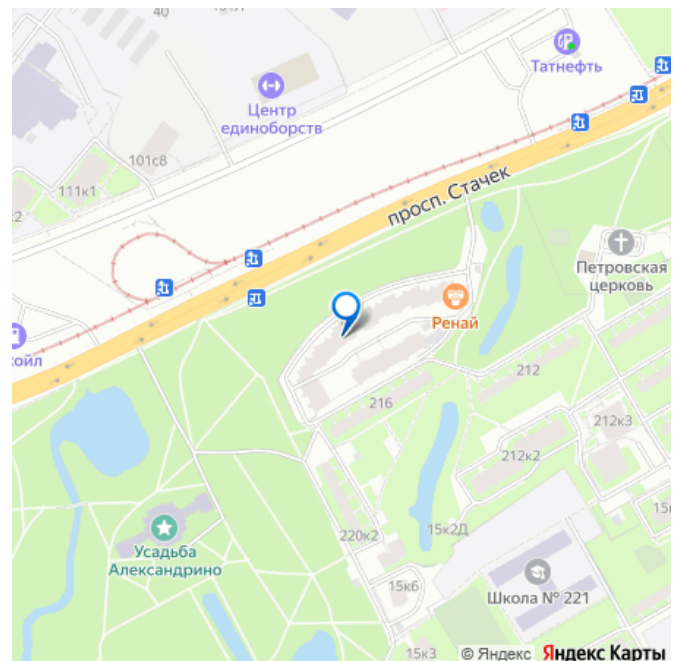 40
Татнефть
Центр
единоборств
101с8
111к1
просп. Стачек
Петровская
церковь
Ренай
212
216
212к3
212к2
Усадьба
Александрино
220к2
15к2Д
15к6
Школа № 221
15к3
© Яндекс Яндекс Карты